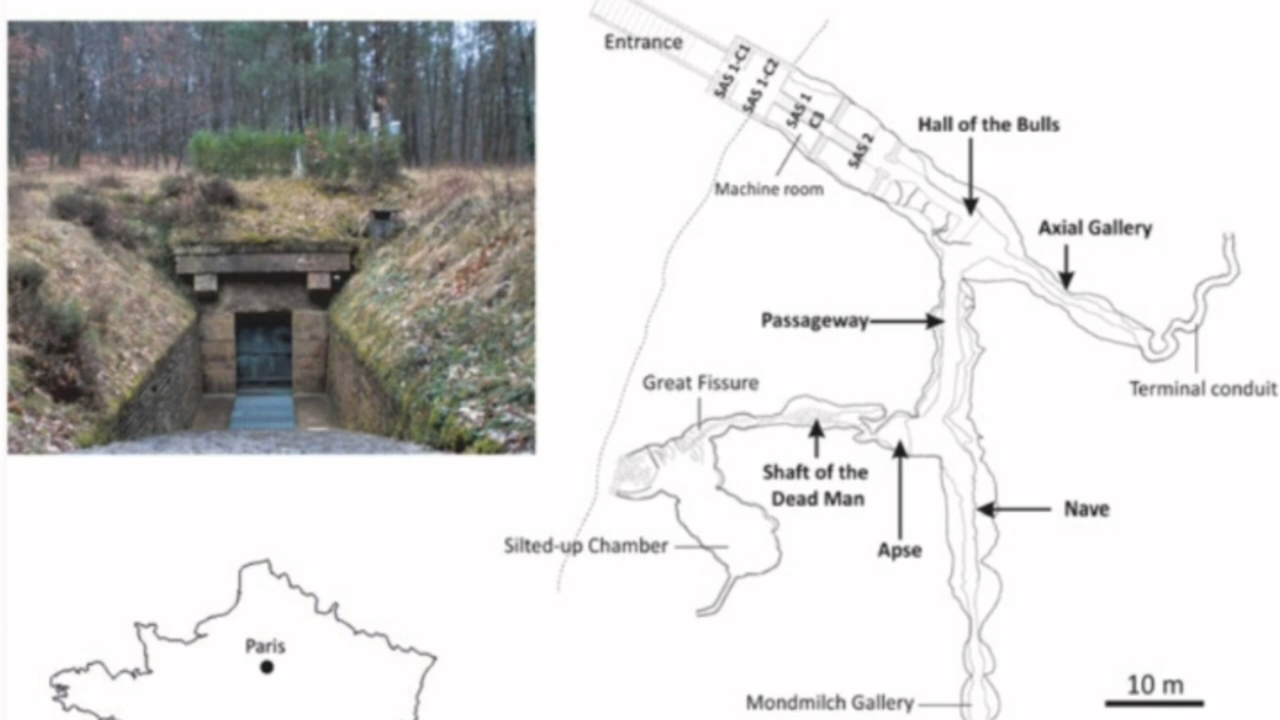 Entrance
SAS 1-C1
SAS 1-C2
SAS 1
C3
SAS 2
Machine room
Hall of the Bulls
Axial Gallery
Passageway
Great Fissure
Terminal conduit
Shaft of the
Dead Man
Nave
Silted-up Chamber
Apse
Paris
Mondmilch Gallery
10 m